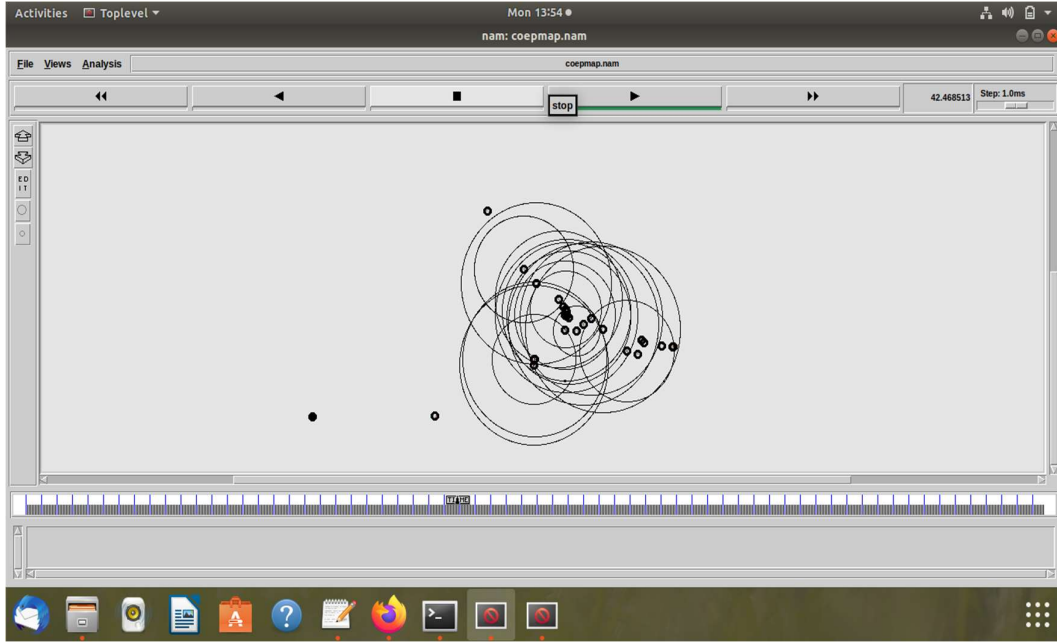 Activities Toplevel Mon 13:54
nam: coepmap.nam
File Views Analysis coepmap.nam
42.468513 Step: 1.0ms
stop
ED
IT
TIME